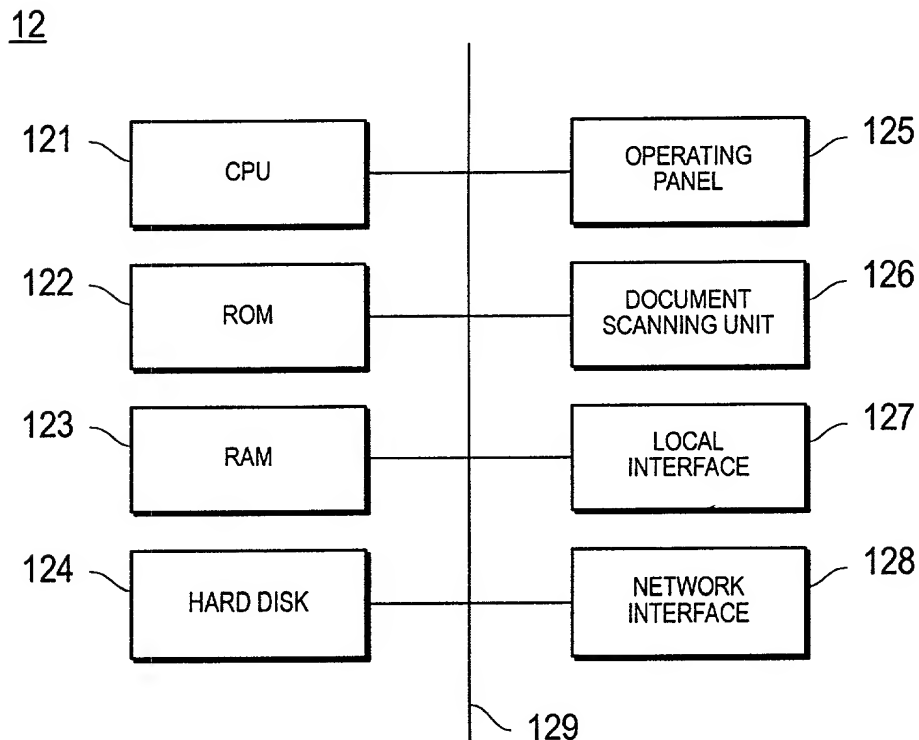 12
121
CPU
125
OPERATING
PANEL
122
ROM
126
DOCUMENT
SCANNING UNIT
123
RAM
127
LOCAL
INTERFACE
124
HARD DISK
128
NETWORK
INTERFACE
129